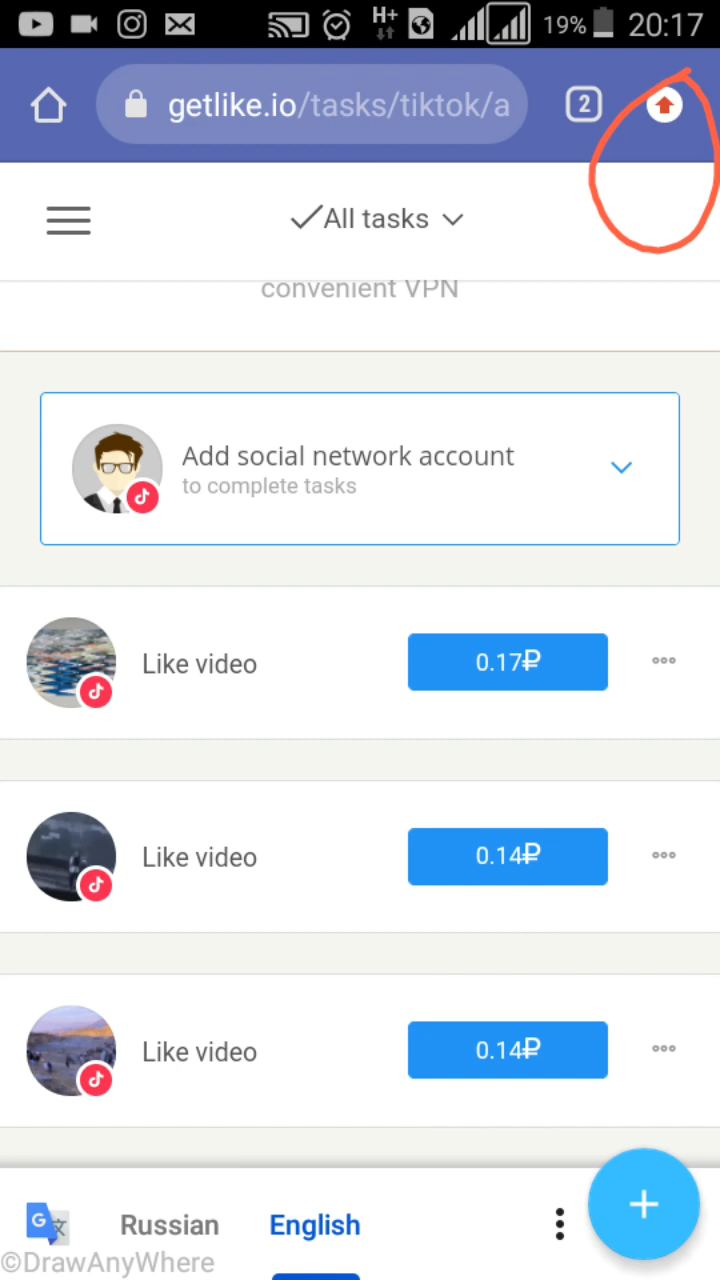 H+
19%
20:17
getlike.io/tasks/tiktok/a
2
All tasks
convenient VPN
Add social network account
to complete tasks
Like video
0.17₽
Like video
0.14₽
Like video
0.14₽
G 文
Russian
English
+
©DrawAnyWhere